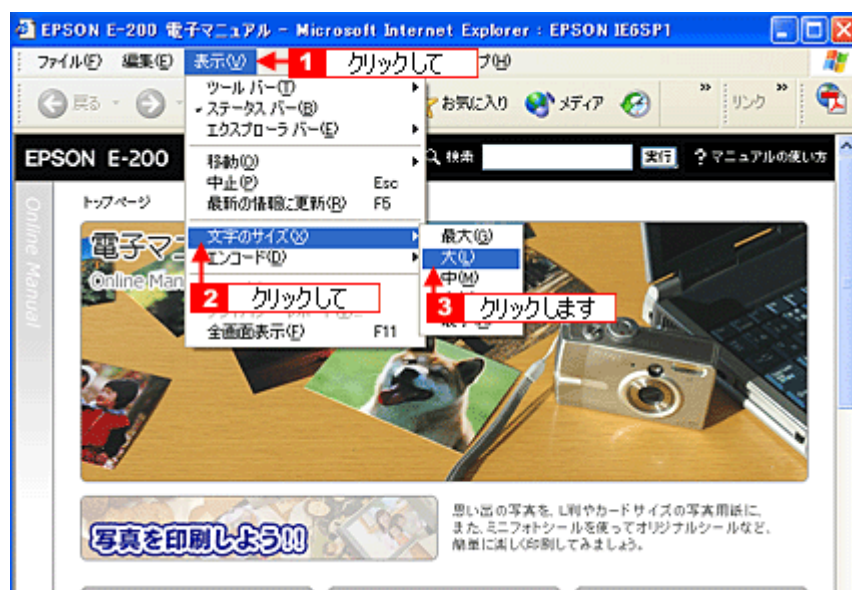 EPSON E-200 電子マニュアル - Microsoft Internet Explorer : EPSON IE6SP1
ファイル(F) 編集(E) 表示(V) 1 クリックして プ(H)
戻る お気に入り メディア » リンク »
ツール バー(T)
ステータス バー(B)
エクスプローラ バー(E)
移動(O)
中止(P) Esc
最新の情報に更新(R) F5
文字のサイズ(X)
エンコード(D)
全画面表示(F) F11
最大(G)
大(L)
中(M)
2 クリックして
3 クリックします
EPSON E-200 検索 実行 ? マニュアルの使い方
Online Manual
トップページ
電子マニ
Online Man
写真を印刷しよう!!
思い出の写真を、L判やカードサイズの写真用紙に、
また、ミニフォトシールを使ってオリジナルシールなど、
簡単に楽しく印刷してみましょう。